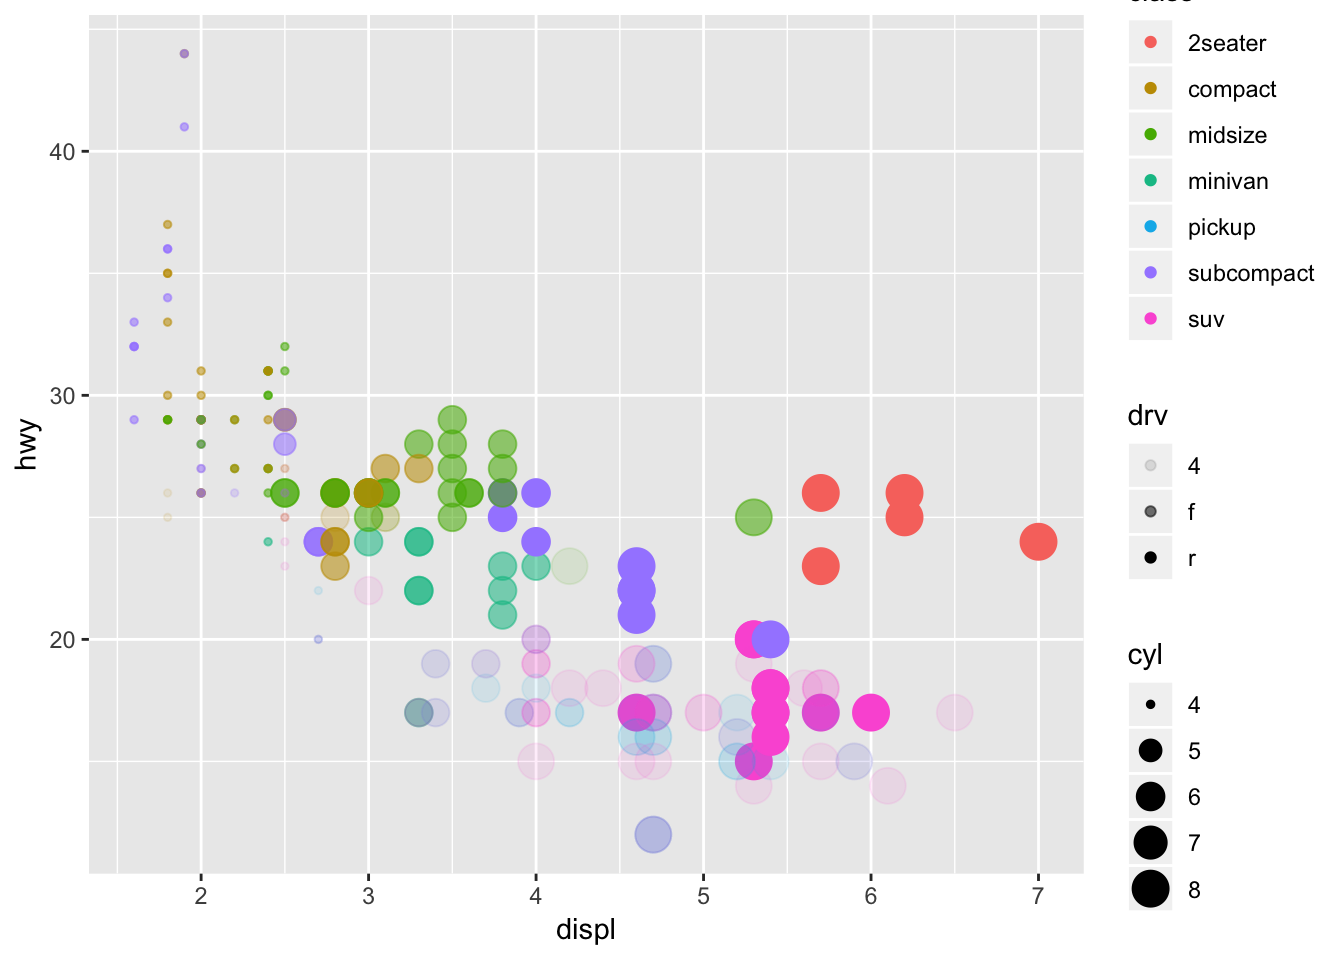 hwy
40
30
20
2 3 4 5 6 7
displ
2seater
compact
midsize
minivan
pickup
subcompact
suv
drv
4
f
r
cyl
4
5
6
7
8